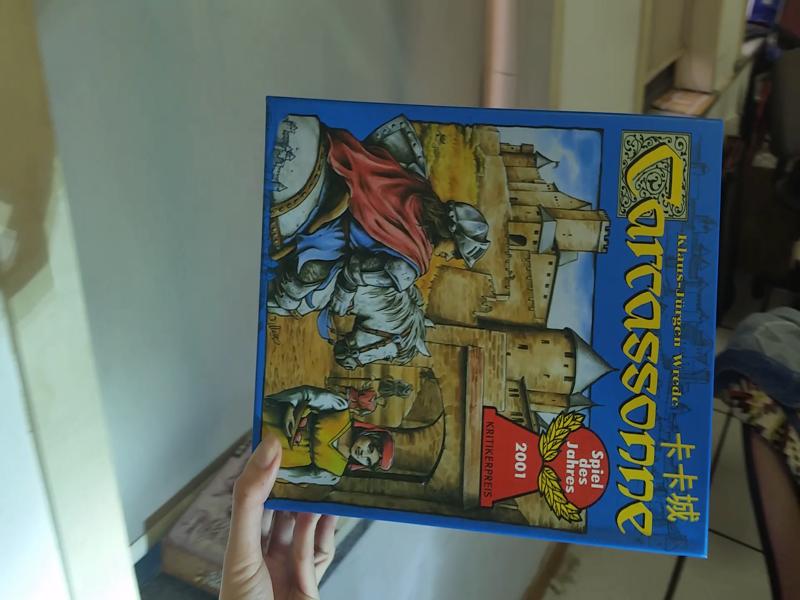 Klaus-Jürgen Wrede
卡卡城
Carcassonne
Spiel
des
Jahres
2001
KRITIKERPREIS